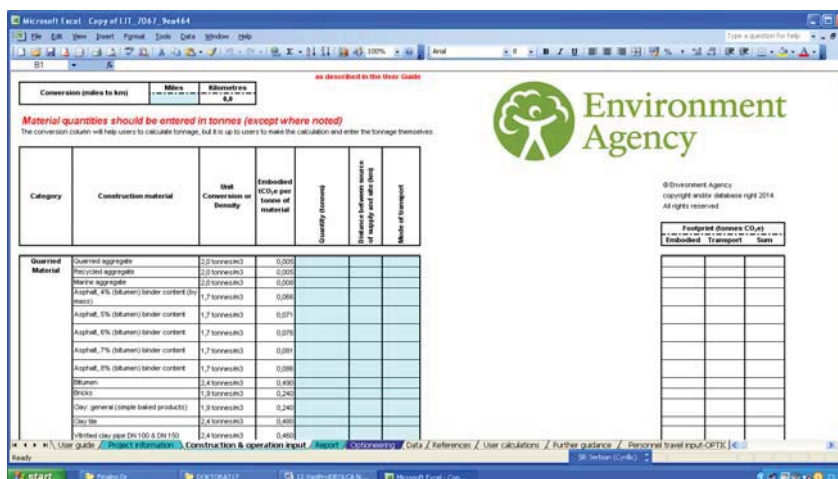 Microsoft Excel - Copy of LIT_7067_9ea464
File Edit View Insert Format Tools Data Window Help
Type a question for help
100%
Arial
8
B1
as described in the User Guide
Conversion (miles to km)
Miles
Kilometres
0,0
Material quantities should be entered in tonnes (except where noted)
The conversion column will help users to calculate tonnage, but it is up to users to make the calculation and enter the tonnage themselves.
Environment
Agency
Category
Construction material
Unit Conversion or Density
Embodied tCO2e per tonne of material
Quantity (tonnes)
Distance between source of supply and site (km)
Mode of transport
© Environment Agency
copyright and/or database right 2014
All rights reserved
Footprint (tonnes CO2e)
Embodied Transport Sum
Quarried Material
Quarried aggregate 2,0 tonnes/m3 0,005
Recycled aggregate 2,0 tonnes/m3 0,005
Marine aggregate 2,0 tonnes/m3
Asphalt, 4% (bitumen) binder content (by mass) 1,7 tonnes/m3 0,066
Asphalt, 5% (bitumen) binder content 1,7 tonnes/m3 0,071
Asphalt, 6% (bitumen) binder content 1,7 tonnes/m3 0,076
Asphalt, 7% (bitumen) binder content 1,7 tonnes/m3 0,081
Asphalt, 8% (bitumen) binder content 1,7 tonnes/m3 0,086
Bitumen 2,4 tonnes/m3 0,490
Bricks 1,9 tonnes/m3 0,240
Clay: general (simple baked products) 1,9 tonnes/m3 0,240
Clay tile 2,4 tonnes/m3 0,480
Vitrified clay pipe DN 100 & DN 150 2,4 tonnes/m3 0,460
User guide Project information Construction & operation input Report Optioneering Data References User calculations Further guidance Personnel travel input-OPTIC
Ready
SR Serbian (Cyrillic)
start
DOKTORAT17
Microsoft Excel - Cop...